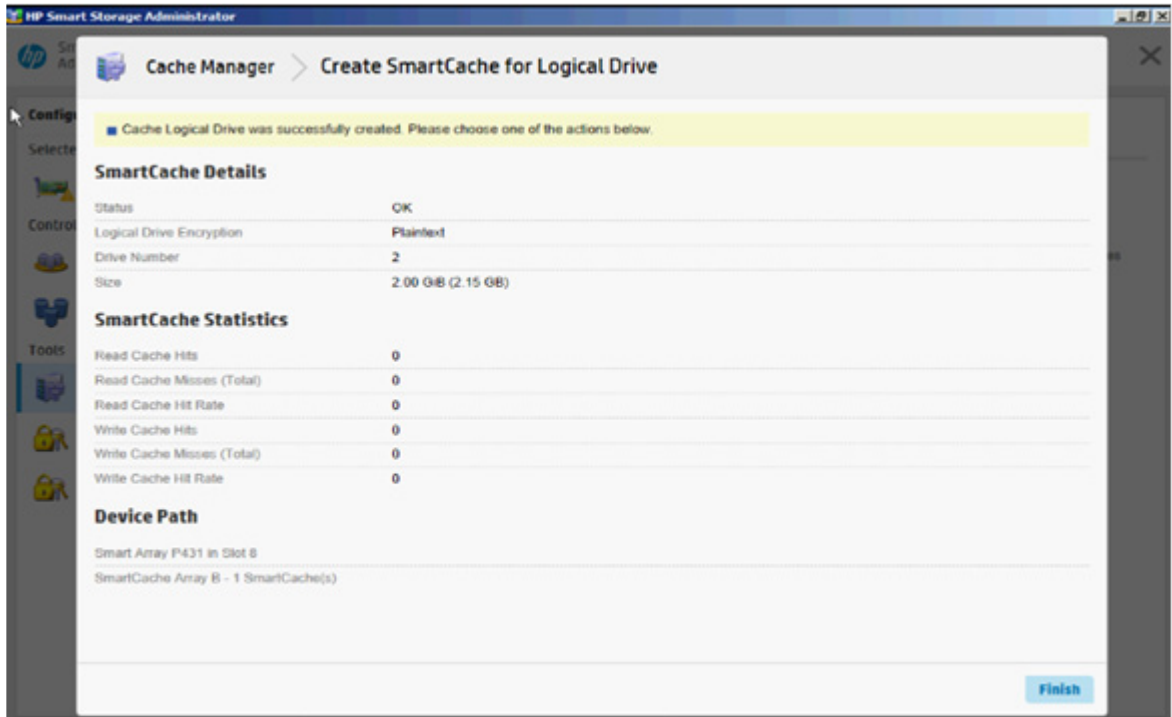 HP Smart Storage Administrator
hp
Sm
Ad
Cache Manager
Create SmartCache for Logical Drive
Configu
Cache Logical Drive was successfully created. Please choose one of the actions below.
Selecte
SmartCache Details
Status OK
Control
Logical Drive Encryption Plaintext
Drive Number 2
es
Size 2.00 GiB (2.15 GB)
SmartCache Statistics
Tools
Read Cache Hits 0
Read Cache Misses (Total) 0
Read Cache Hit Rate 0
Write Cache Hits 0
Write Cache Misses (Total) 0
Write Cache Hit Rate 0
Device Path
Smart Array P431 in Slot 8
SmartCache Array B - 1 SmartCache(s)
Finish